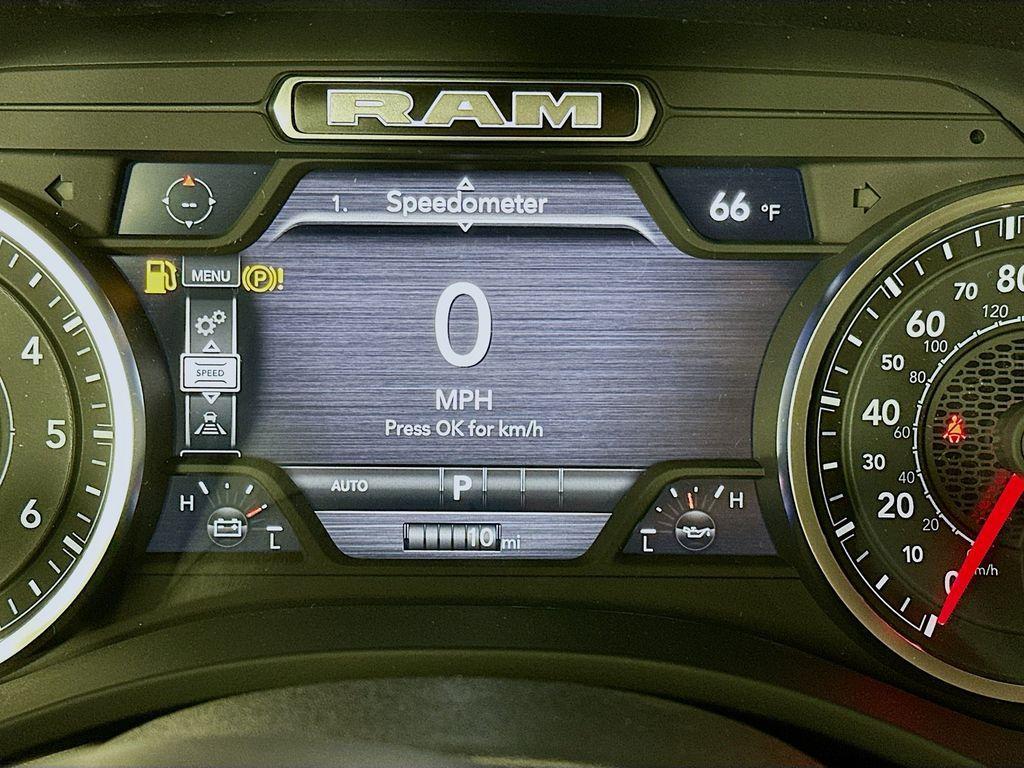 RAM
1. Speedometer
66 °F
MENU
P!
SPEED
0
MPH
Press OK for km/h
AUTO
P
10 mi
H
L
H
L
4
5
6
80
70
60
50
40
30
20
10
0
120
100
80
60
40
20
km/h